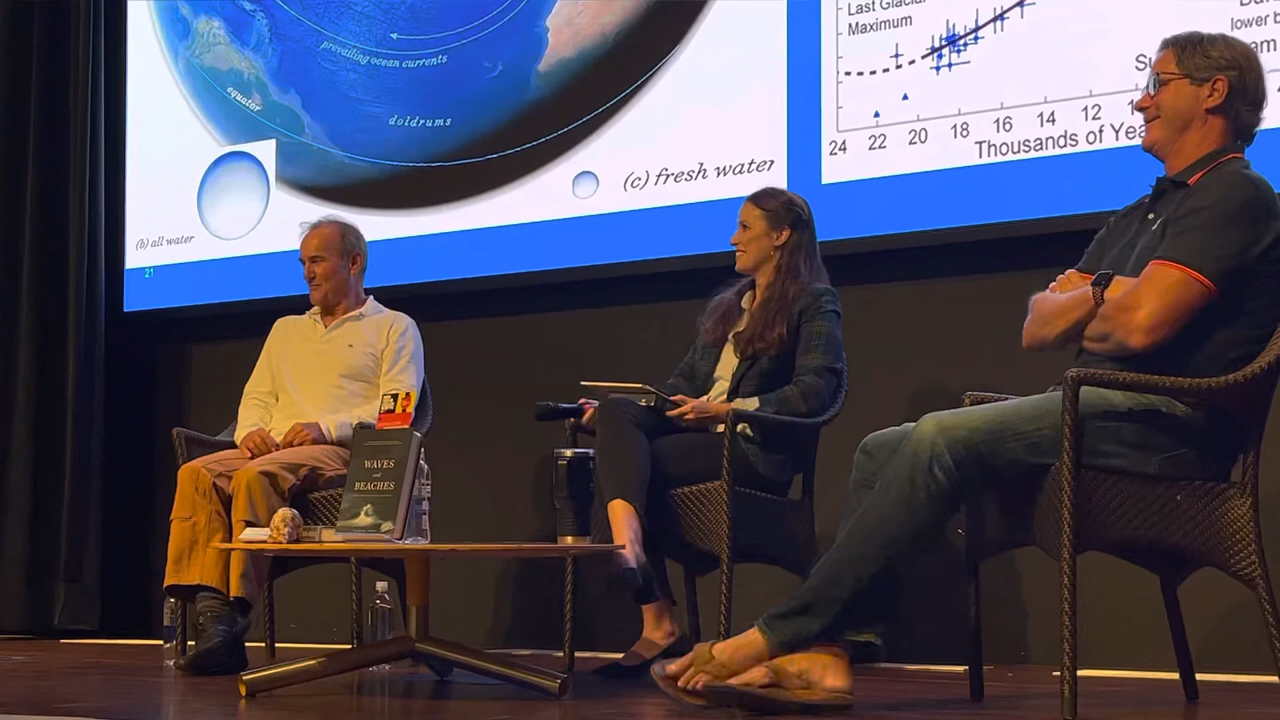 prevailing ocean currents
equator
doldrums
(b) all water
(c) fresh water
21
Last Glacial
Maximum
lower b
24 22 20 18 16 14 12
Thousands of Yea
WAVES
and
BEACHES